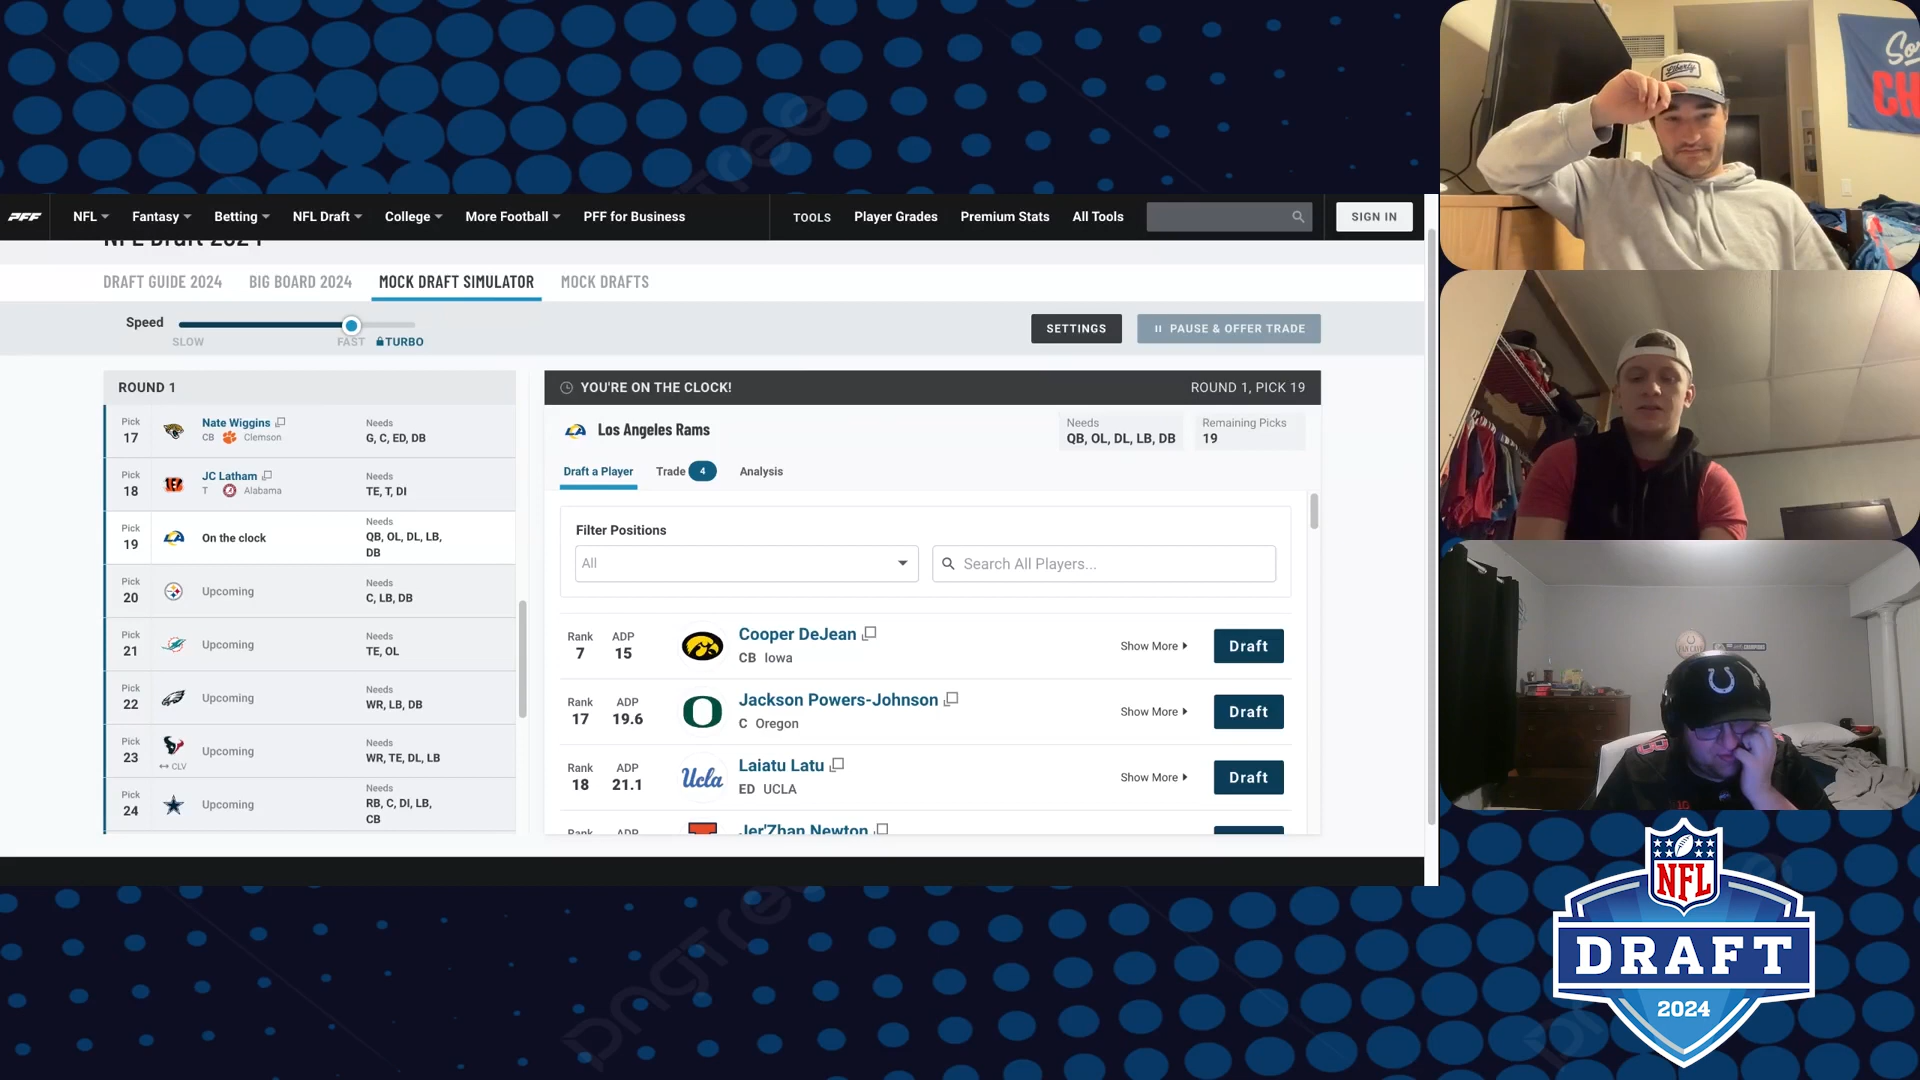 PFF
NFL
Fantasy
Betting
NFL Draft
College
More Football
PFF for Business
TOOLS
Player Grades
Premium Stats
All Tools
SIGN IN
NFL Draft 2024
DRAFT GUIDE 2024
BIG BOARD 2024
MOCK DRAFT SIMULATOR
MOCK DRAFTS
Speed
SLOW
FAST
TURBO
SETTINGS
PAUSE & OFFER TRADE
ROUND 1
Pick 17
Nate Wiggins
CB Clemson
Needs
G, C, ED, DB
Pick 18
JC Latham
T Alabama
Needs
TE, T, DI
Pick 19
On the clock
Needs
QB, OL, DL, LB,
DB
Pick 20
Upcoming
Needs
C, LB, DB
Pick 21
Upcoming
Needs
TE, OL
Pick 22
Upcoming
Needs
WR, LB, DB
Pick 23
CLV
Upcoming
Needs
WR, TE, DL, LB
Pick 24
Upcoming
Needs
RB, C, DI, LB,
CB
YOU'RE ON THE CLOCK!
ROUND 1, PICK 19
Los Angeles Rams
Needs
QB, OL, DL, LB, DB
Remaining Picks
19
Draft a Player
Trade 4
Analysis
Filter Positions
All
Search All Players...
Rank 7
ADP 15
Cooper DeJean
CB Iowa
Show More
Draft
Rank 17
ADP 19.6
Jackson Powers-Johnson
C Oregon
Show More
Draft
Rank 18
ADP 21.1
Ucla
Laiatu Latu
ED UCLA
Show More
Draft
Rank
ADP
Jer'Zhan Newton
Liberty
NFL
DRAFT
2024
pngtree